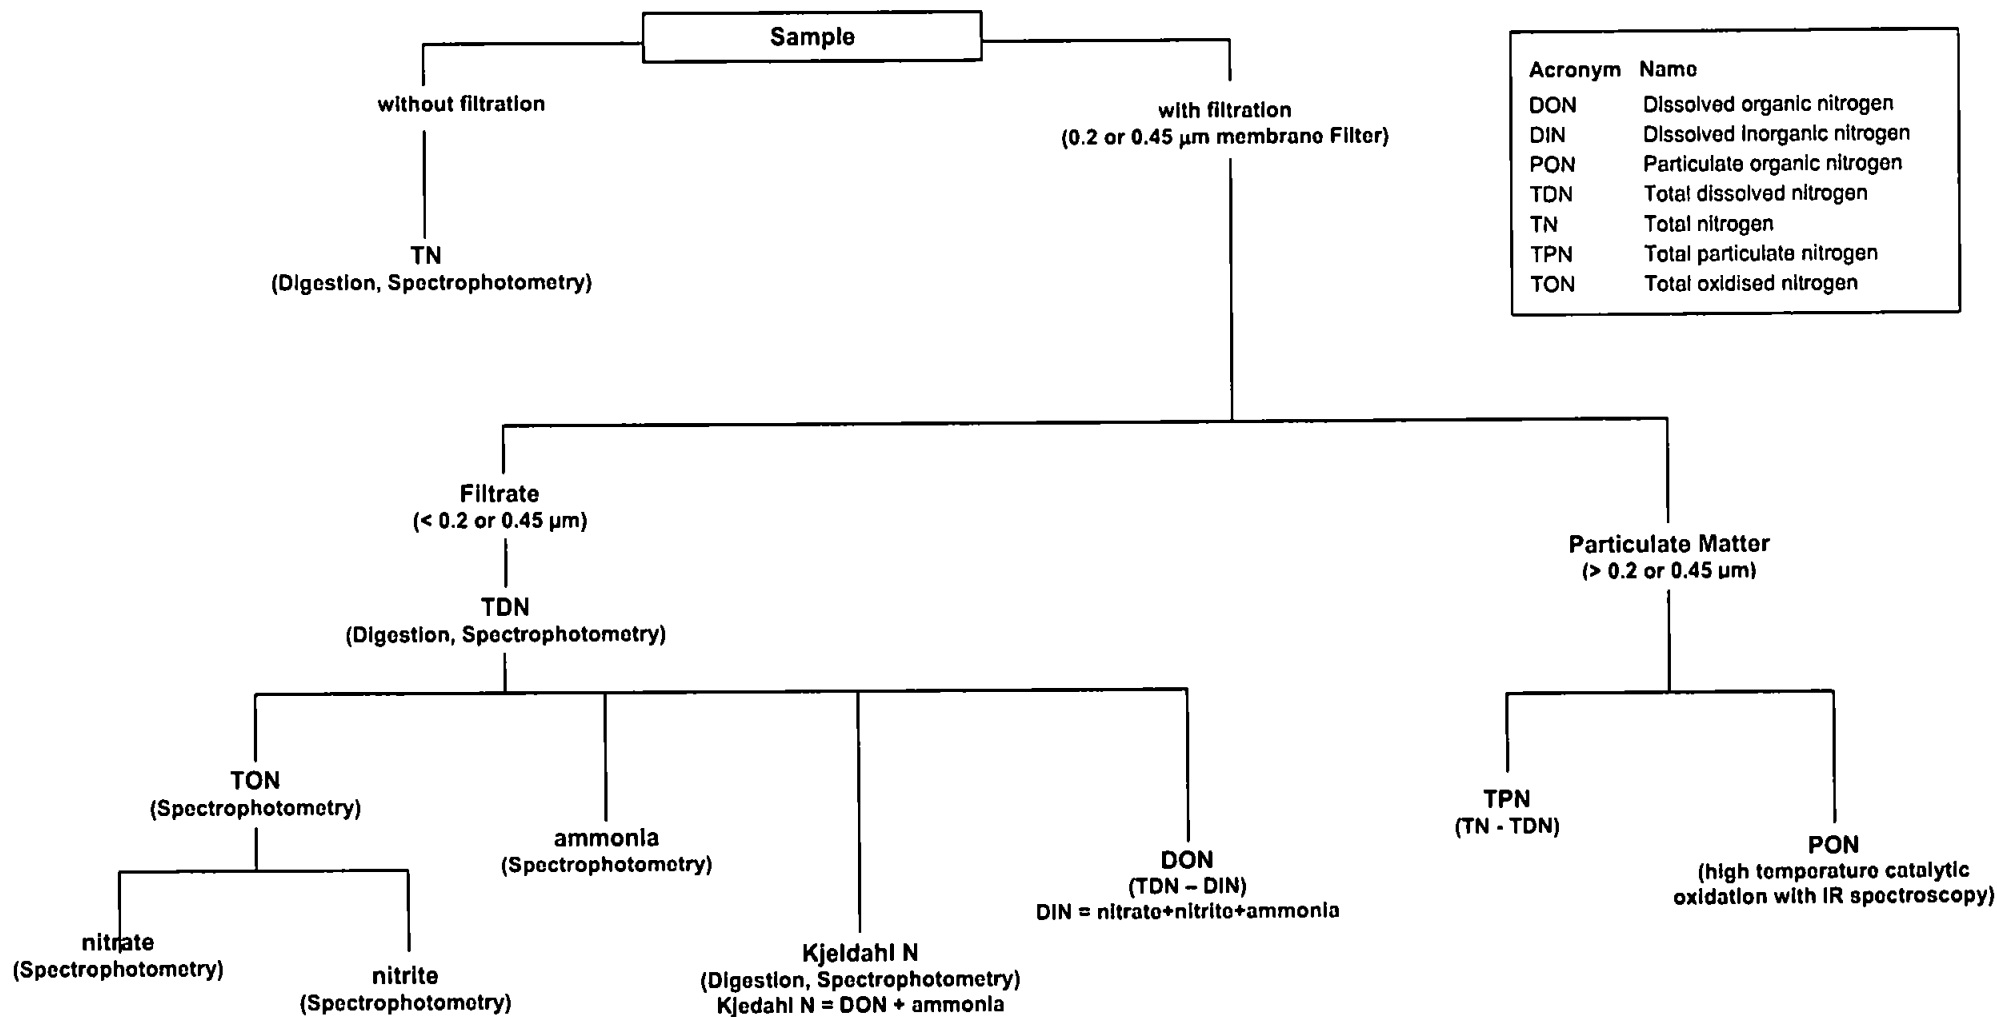 Sample
without filtration
with filtration
(0.2 or 0.45 µm membrane Filter)
TN
(Digestion, Spectrophotometry)
Acronym Name
DON Dissolved organic nitrogen
DIN Dissolved inorganic nitrogen
PON Particulate organic nitrogen
TDN Total dissolved nitrogen
TN Total nitrogen
TPN Total particulate nitrogen
TON Total oxidised nitrogen
Filtrate
(< 0.2 or 0.45 µm)
TDN
(Digestion, Spectrophotometry)
Particulate Matter
(> 0.2 or 0.45 µm)
TON
(Spectrophotometry)
nitrate
(Spectrophotometry)
nitrite
(Spectrophotometry)
ammonia
(Spectrophotometry)
Kjeldahl N
(Digestion, Spectrophotometry)
Kjedahl N = DON + ammonia
DON
(TDN – DIN)
DIN = nitrate+nitrite+ammonia
TPN
(TN - TDN)
PON
(high temperature catalytic
oxidation with IR spectroscopy)